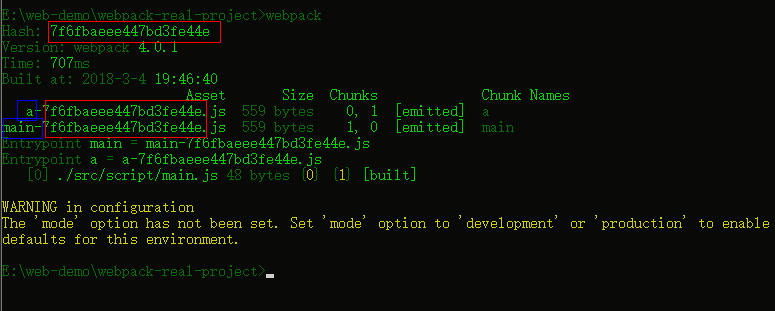 E:\web-demo\webpack-real-project>webpack
Hash: 7f6fbaeee447bd3fe44e
Version: webpack 4.0.1
Time: 707ms
Built at: 2018-3-4 19:46:40
Asset Size Chunks Chunk Names
a-7f6fbaeee447bd3fe44e.js 559 bytes 0, 1 [emitted] a
main-7f6fbaeee447bd3fe44e.js 559 bytes 1, 0 [emitted] main
Entrypoint main = main-7f6fbaeee447bd3fe44e.js
Entrypoint a = a-7f6fbaeee447bd3fe44e.js
[0] ./src/script/main.js 48 bytes {0} {1} [built]
WARNING in configuration
The 'mode' option has not been set. Set 'mode' option to 'development' or 'production' to enable
defaults for this environment.
E:\web-demo\webpack-real-project>